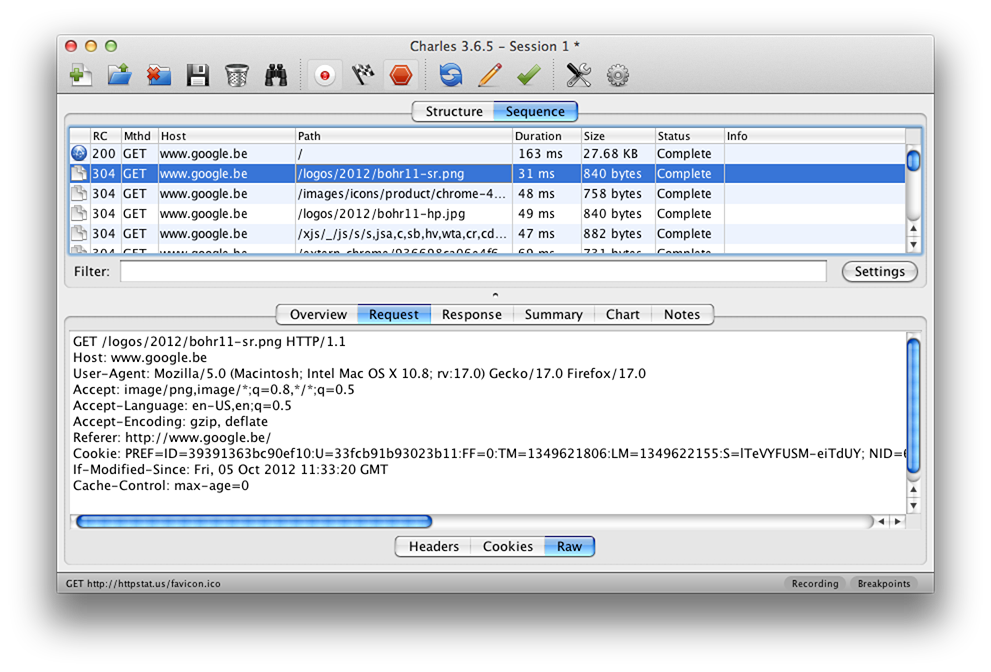 Charles 3.6.5 – Session 1 *
Structure Sequence
RC Mthd Host Path Duration Size Status Info
200 GET www.google.be / 163 ms 27.68 KB Complete
304 GET www.google.be /logos/2012/bohr11-sr.png 31 ms 840 bytes Complete
304 GET www.google.be /images/icons/product/chrome-4... 48 ms 758 bytes Complete
304 GET www.google.be /logos/2012/bohr11-hp.jpg 49 ms 840 bytes Complete
304 GET www.google.be /xjs/_/js/s/s,jsa,c,sb,hv,wta,cr,cd... 47 ms 882 bytes Complete
304 GET www.google.be 69 ms 731 bytes Complete
Filter: Settings
Overview Request Response Summary Chart Notes
GET /logos/2012/bohr11-sr.png HTTP/1.1
Host: www.google.be
User-Agent: Mozilla/5.0 (Macintosh; Intel Mac OS X 10.8; rv:17.0) Gecko/17.0 Firefox/17.0
Accept: image/png,image/*;q=0.8,*/*;q=0.5
Accept-Language: en-US,en;q=0.5
Accept-Encoding: gzip, deflate
Referer: http://www.google.be/
Cookie: PREF=ID=39391363bc90ef10:U=33fcb91b93023b11:FF=0:TM=1349621806:LM=1349622155:S=lTeVYFUSM-eiTdUY; NID=
If-Modified-Since: Fri, 05 Oct 2012 11:33:20 GMT
Cache-Control: max-age=0
Headers Cookies Raw
GET http://httpstat.us/favicon.ico Recording Breakpoints